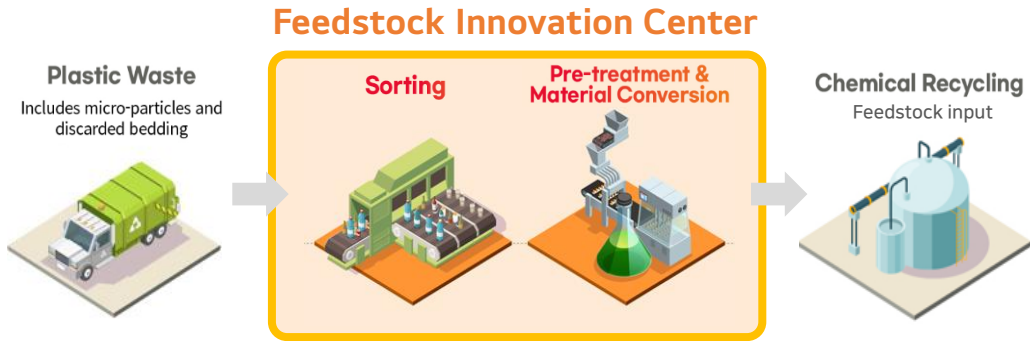 Feedstock Innovation Center
Plastic Waste
Includes micro-particles and
discarded bedding
Sorting
Pre-treatment &
Material Conversion
Chemical Recycling
Feedstock input